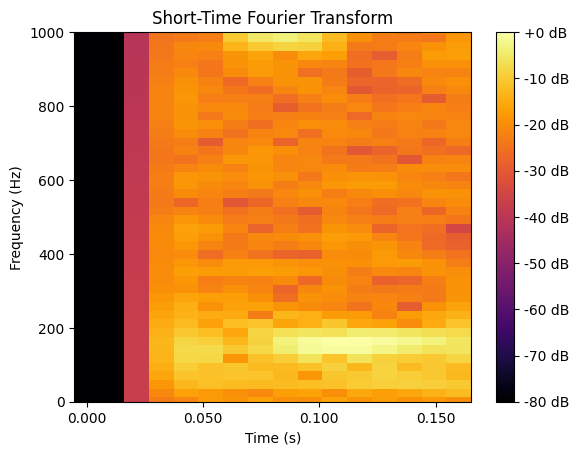 Short-Time Fourier Transform
Frequency (Hz)
1000
800
600
400
200
0
0.000
0.050
0.100
0.150
Time (s)
+0 dB
-10 dB
-20 dB
-30 dB
-40 dB
-50 dB
-60 dB
-70 dB
-80 dB